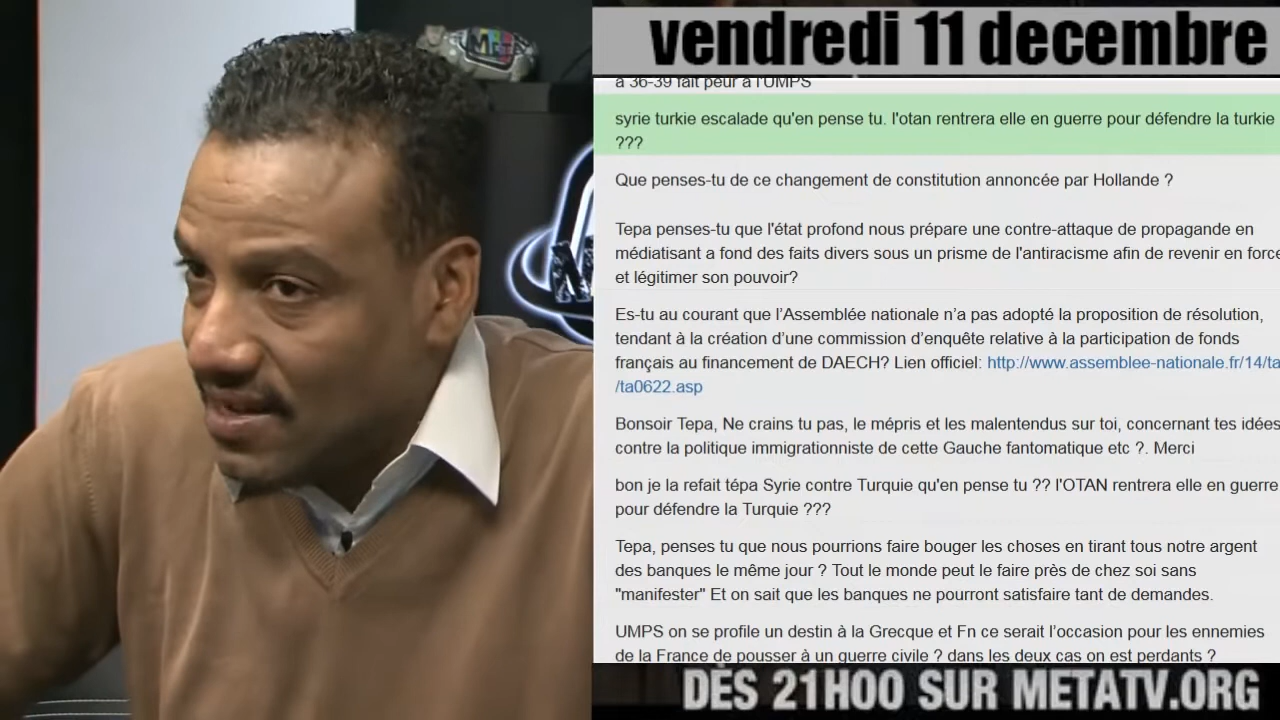 META
vendredi 11 decembre
à 36-39 fait peur à l'UMPS
syrie turkie escalade qu'en pense tu. l'otan rentrera elle en guerre pour défendre la turkie
???
Que penses-tu de ce changement de constitution annoncée par Hollande ?
Tepa penses-tu que l'état profond nous prépare une contre-attaque de propagande en
médiatisant a fond des faits divers sous un prisme de l'antiracisme afin de revenir en force
et légitimer son pouvoir?
Es-tu au courant que l’Assemblée nationale n’a pas adopté la proposition de résolution,
tendant à la création d’une commission d’enquête relative à la participation de fonds
français au financement de DAECH? Lien officiel: http://www.assemblee-nationale.fr/14/ta
/ta0622.asp
Bonsoir Tepa, Ne crains tu pas, le mépris et les malentendus sur toi, concernant tes idées
contre la politique immigrationniste de cette Gauche fantomatique etc ?. Merci
bon je la refait tépa Syrie contre Turquie qu'en pense tu ?? l'OTAN rentrera elle en guerre
pour défendre la Turquie ???
Tepa, penses tu que nous pourrions faire bouger les choses en tirant tous notre argent
des banques le même jour ? Tout le monde peut le faire près de chez soi sans
"manifester" Et on sait que les banques ne pourront satisfaire tant de demandes.
UMPS on se profile un destin à la Grecque et Fn ce serait l’occasion pour les ennemies
de la France de pousser à un guerre civile ? dans les deux cas on est perdants ?
DÈS 21H00 SUR METATV.ORG